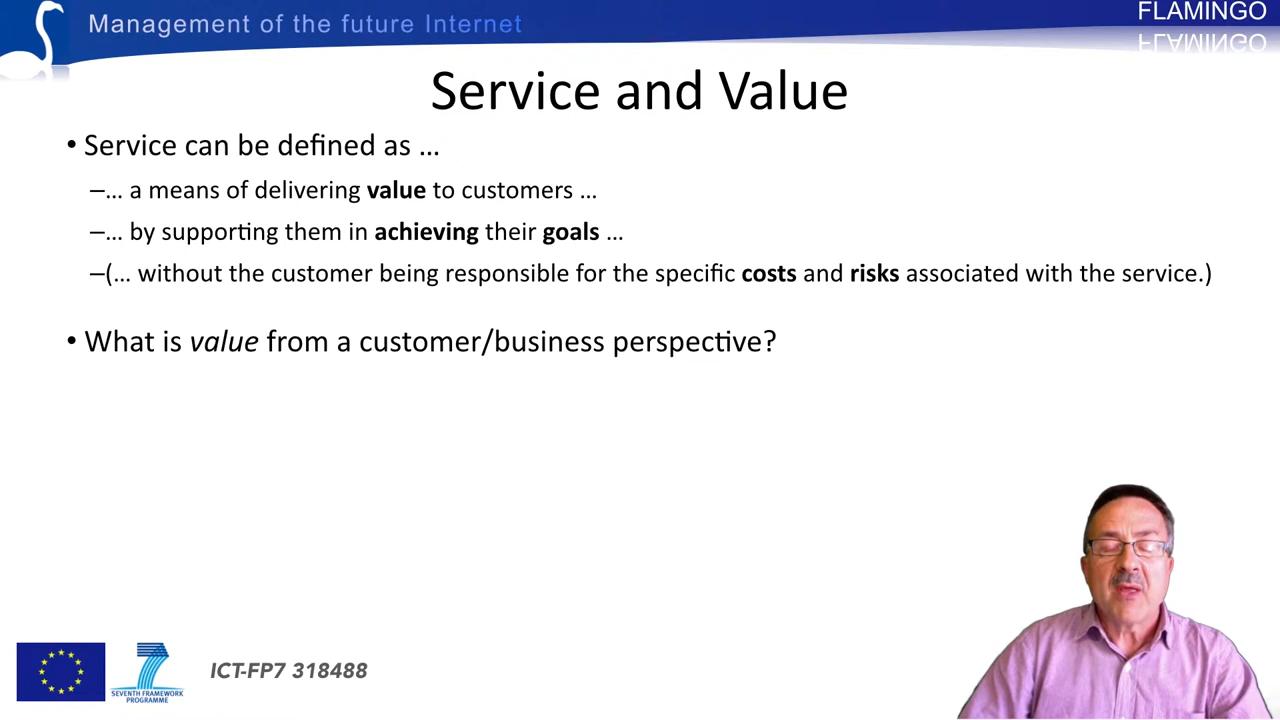 Management of the future Internet
FLAMINGO
Service and Value
• Service can be defined as …
–… a means of delivering value to customers …
–… by supporting them in achieving their goals …
–(… without the customer being responsible for the specific costs and risks associated with the service.)
• What is value from a customer/business perspective?
SEVENTH FRAMEWORK
PROGRAMME
ICT-FP7 318488